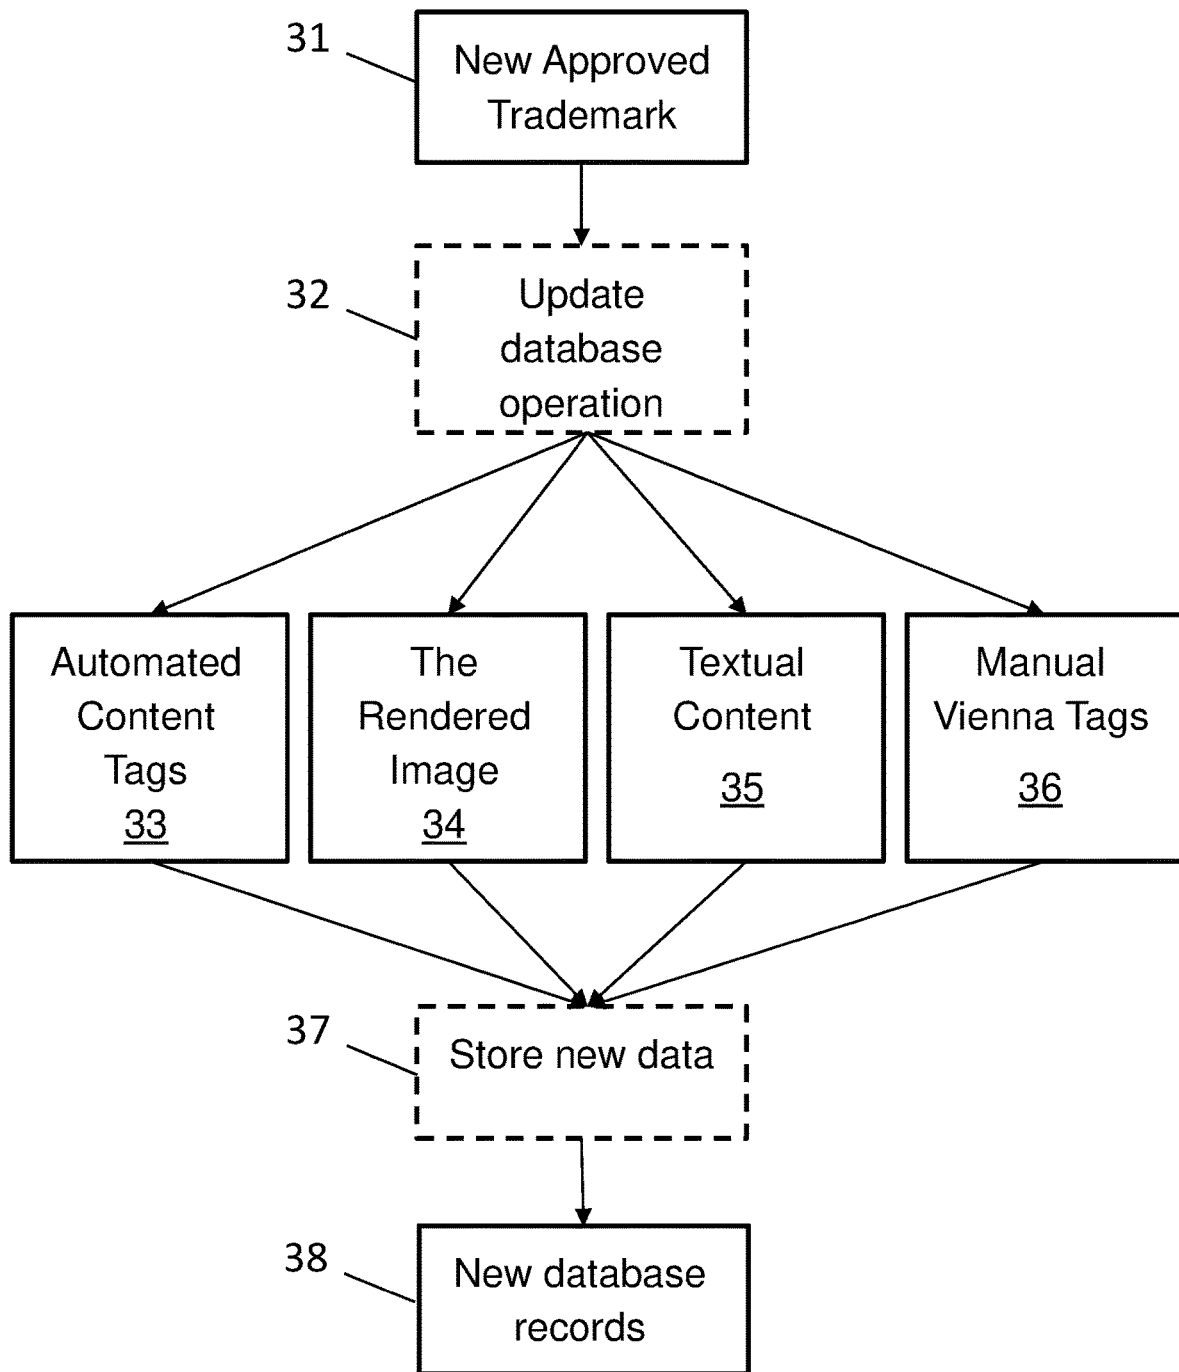 31
New Approved
Trademark
32
Update
database
operation
Automated
Content
Tags
33
The
Rendered
Image
34
Textual
Content
35
Manual
Vienna Tags
36
37
Store new data
38
New database
records